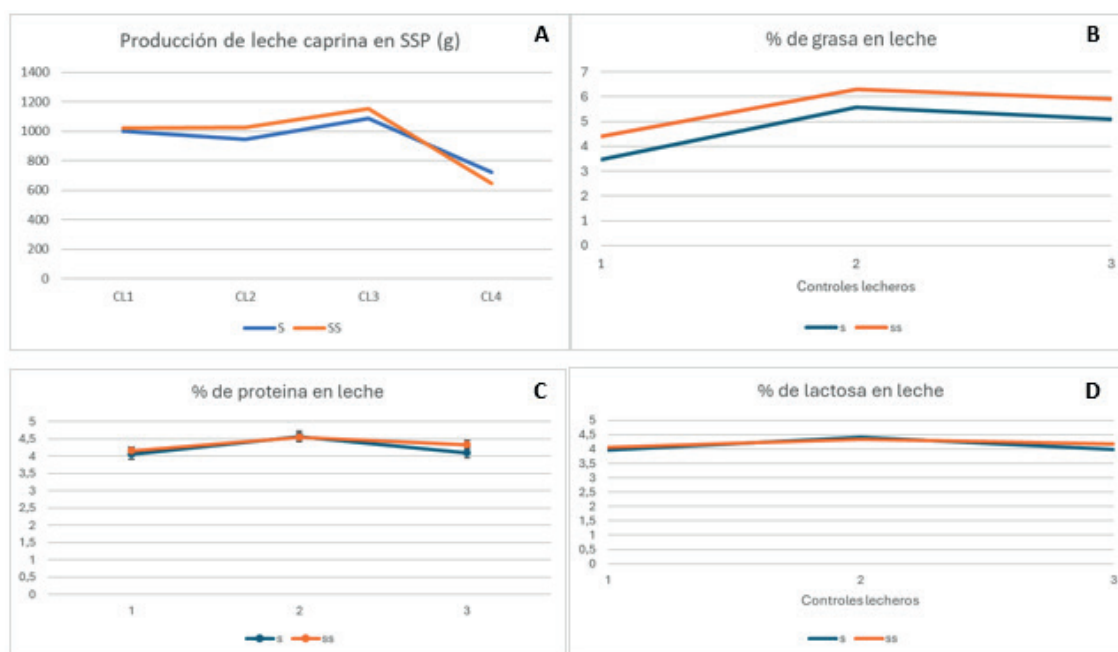 Producción de leche caprina en SSP (g)
A
1400
1200
1000
800
600
400
200
0
CL1 CL2 CL3 CL4
S SS
% de grasa en leche
B
7
6
5
4
3
2
1
0
1 2 3
Controles lecheros
s ss
% de proteina en leche
C
5
4,5
4
3,5
3
2,5
2
1,5
1
0,5
0
1 2 3
s ss
% de lactosa en leche
D
5
4,5
4
3,5
3
2,5
2
1,5
1
0,5
0
1 2 3
Controles lecheros
s ss